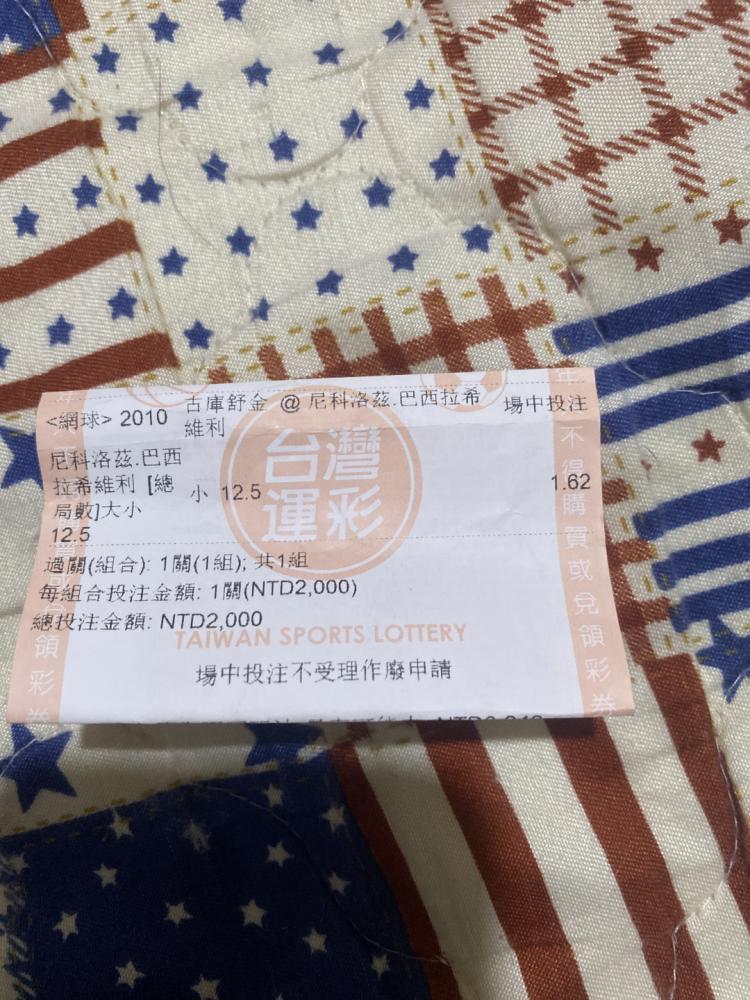 <網球> 2010 古庫舒金 @ 尼科洛茲.巴西拉希維利 場中投注
尼科洛茲.巴西
拉希維利 [總
局數]大小
12.5
小 12.5
1.62
過關(組合): 1關(1組); 共1組
每組合投注金額: 1關(NTD2,000)
總投注金額: NTD2,000
TAIWAN SPORTS LOTTERY
場中投注不受理作廢申請
台灣
運彩
不得購買或兌領彩券
領彩券